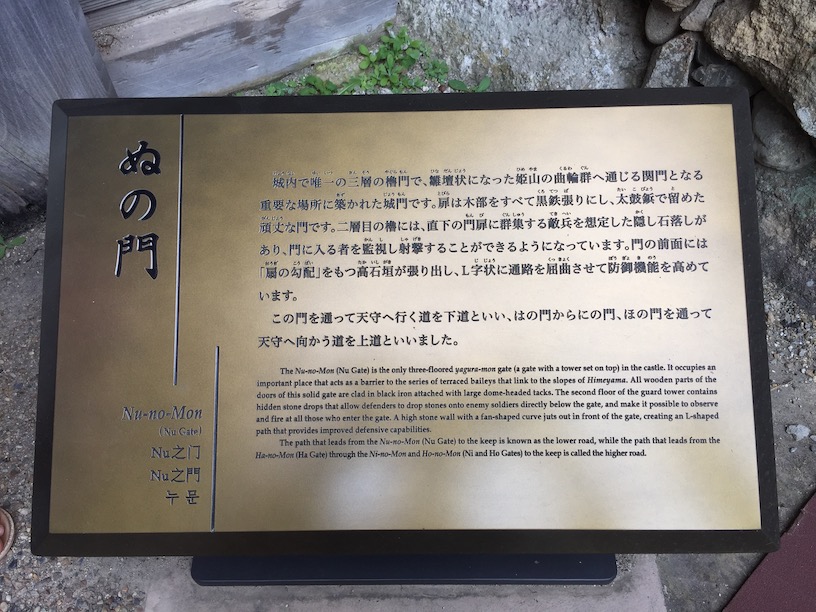 ぬの門
城内で唯一の三層の櫓門で、雛壇状になった姫山の曲輪群へ通じる関門となる
重要な場所に築かれた城門です。扉は木部をすべて黒鉄張りにし、太鼓鋲で留めた
頑丈な門です。二層目の櫓には、直下の門扉に群集する敵兵を想定した隠し石落しが
あり、門に入る者を監視し射撃することができるようになっています。門の前面には
「扇の勾配」をもつ高石垣が張り出し、L字状に通路を屈曲させて防御機能を高めて
います。
この門を通って天守へ行く道を下道といい、はの門からにの門、ほの門を通って
天守へ向かう道を上道といいました。
The Nu-no-Mon (Nu Gate) is the only three-floored yagura-mon gate (a gate with a tower set on top) in the castle. It occupies an
important place that acts as a barrier to the series of terraced baileys that link to the slopes of Himeyama. All wooden parts of the
doors of this solid gate are clad in black iron attached with large dome-headed tacks. The second floor of the guard tower contains
hidden stone drops that allow defenders to drop stones onto enemy soldiers directly below the gate, and make it possible to observe
and fire at all those who enter the gate. A high stone wall with a fan-shaped curve juts out in front of the gate, creating an L-shaped
path that provides improved defensive capabilities.
The path that leads from the Nu-no-Mon (Nu Gate) to the keep is known as the lower road, while the path that leads from the
Ha-no-Mon (Ha Gate) through the Ni-no-Mon and Ho-no-Mon (Ni and Ho Gates) to the keep is called the higher road.
Nu-no-Mon
(Nu Gate)
Nu之门
Nu之門
누 문